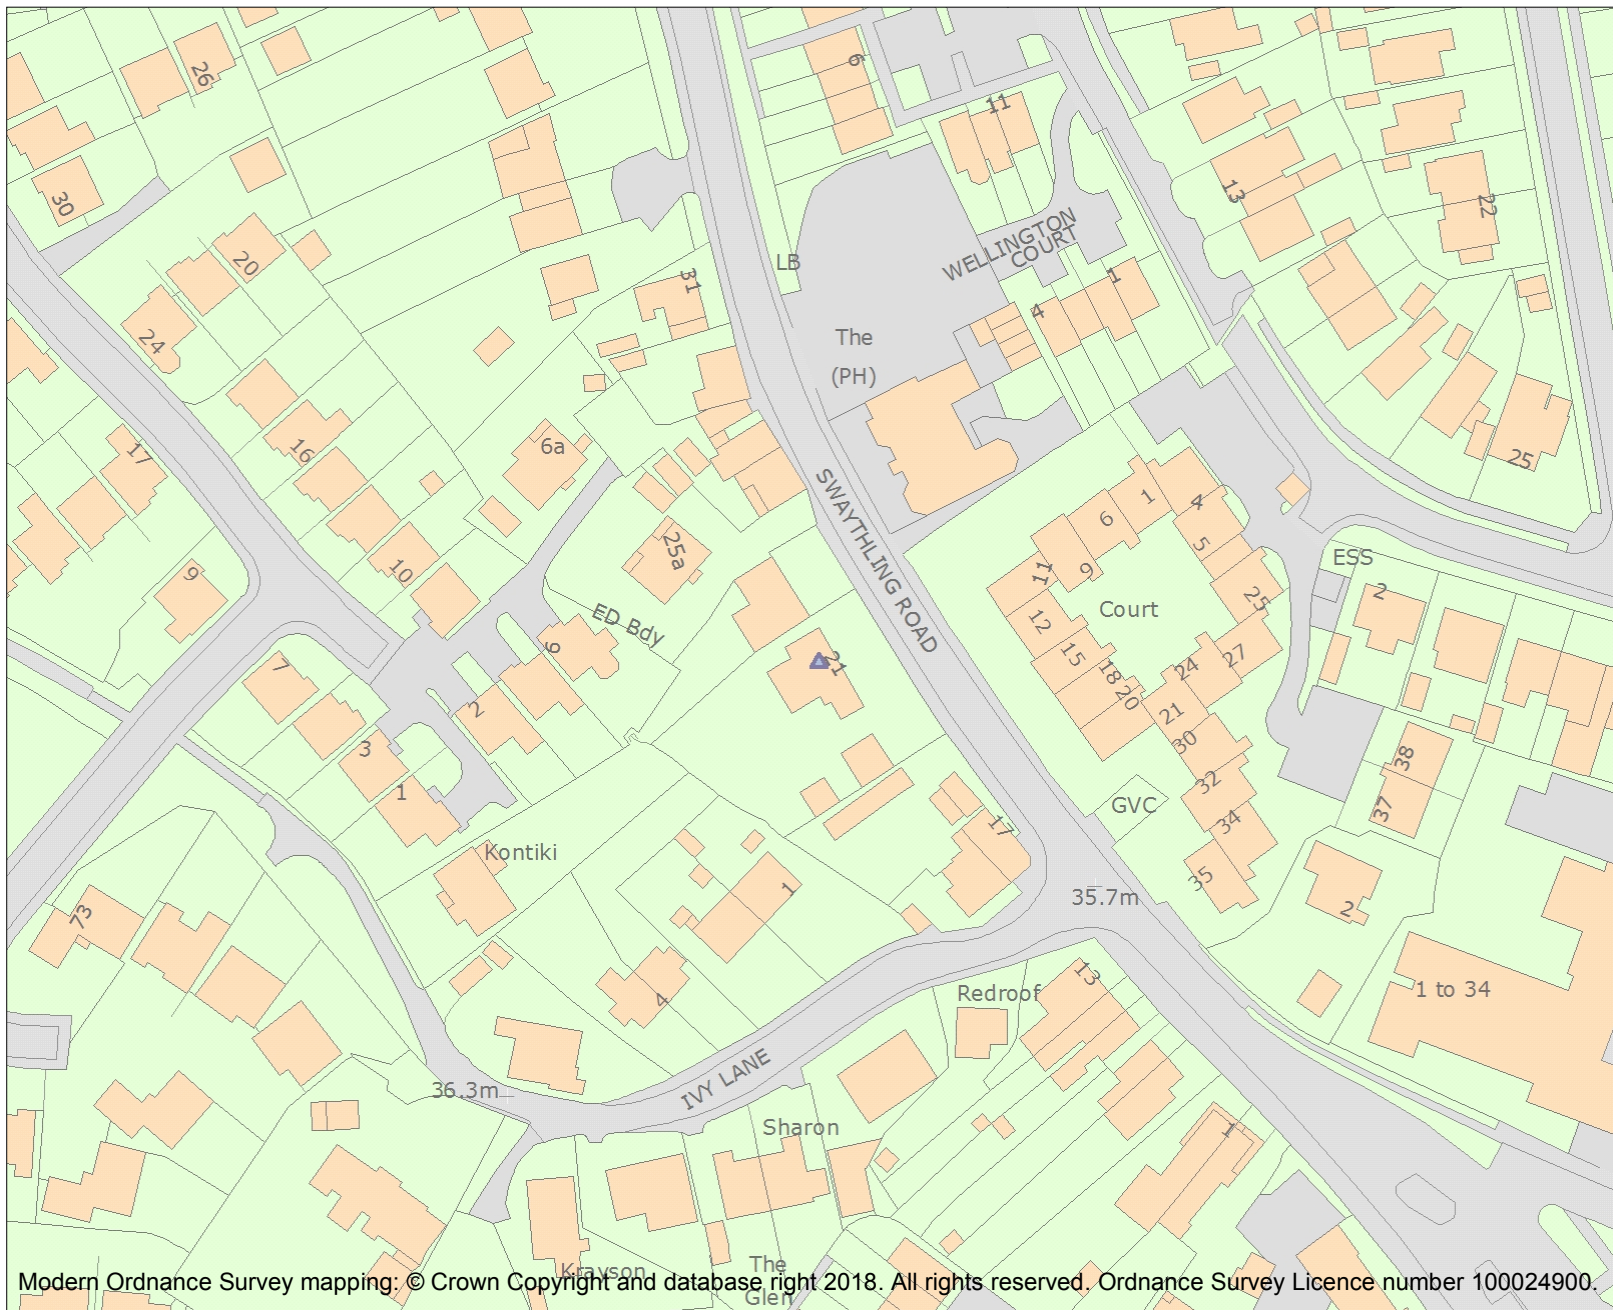 26
6
11
30
13
22
WELLINGTON
COURT
20
LB
31
1
4
24
The
(PH)
17
16
6a
25
SWAYTHLING ROAD
1
4
6
5
25a
ESS
10
9
11
9
2
25
ED Bdy
Court
12
6
7
21
15
18
24
27
20
2
21
30
3
38
32
1
GVC
37
17
34
Kontiki
1
35
35.7m
73
2
13
Redroof
1 to 34
4
36.3m
IVY LANE
Sharon
1
Krayson
The
Glen
Modern Ordnance Survey mapping: © Crown Copyright and database right 2018. All rights reserved. Ordnance Survey Licence number 100024900.